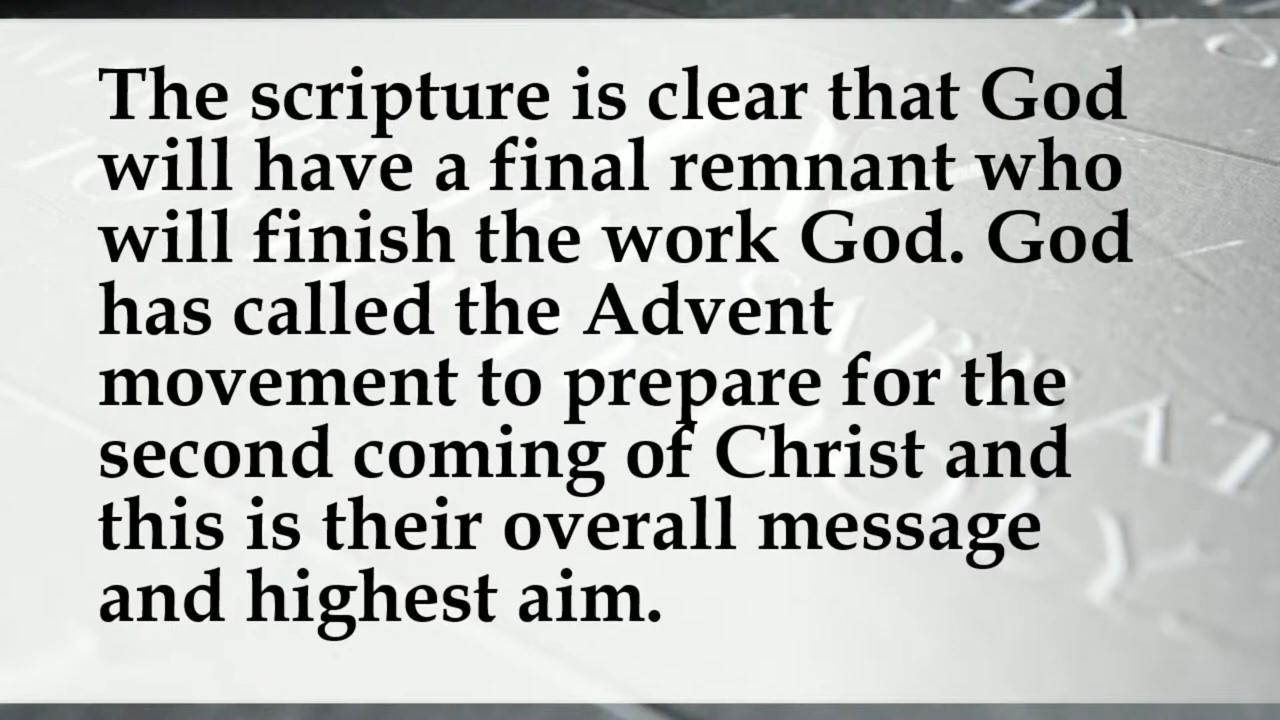 The scripture is clear that God
will have a final remnant who
will finish the work God. God
has called the Advent
movement to prepare for the
second coming of Christ and
this is their overall message
and highest aim.